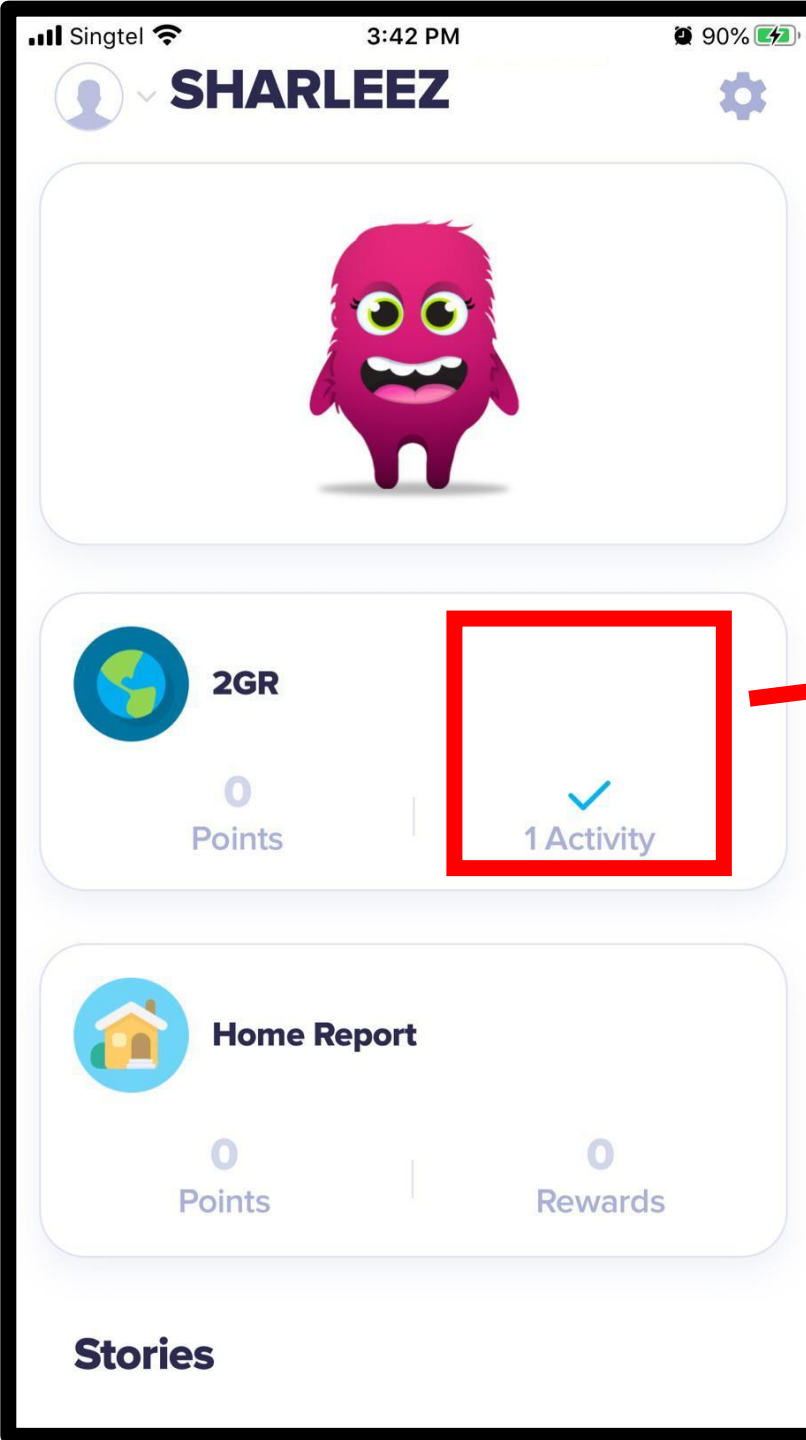 Singtel 3:42 PM 90%
SHARLEEZ
2GR
0
Points
1 Activity
Home Report
0
Points
0
Rewards
Stories